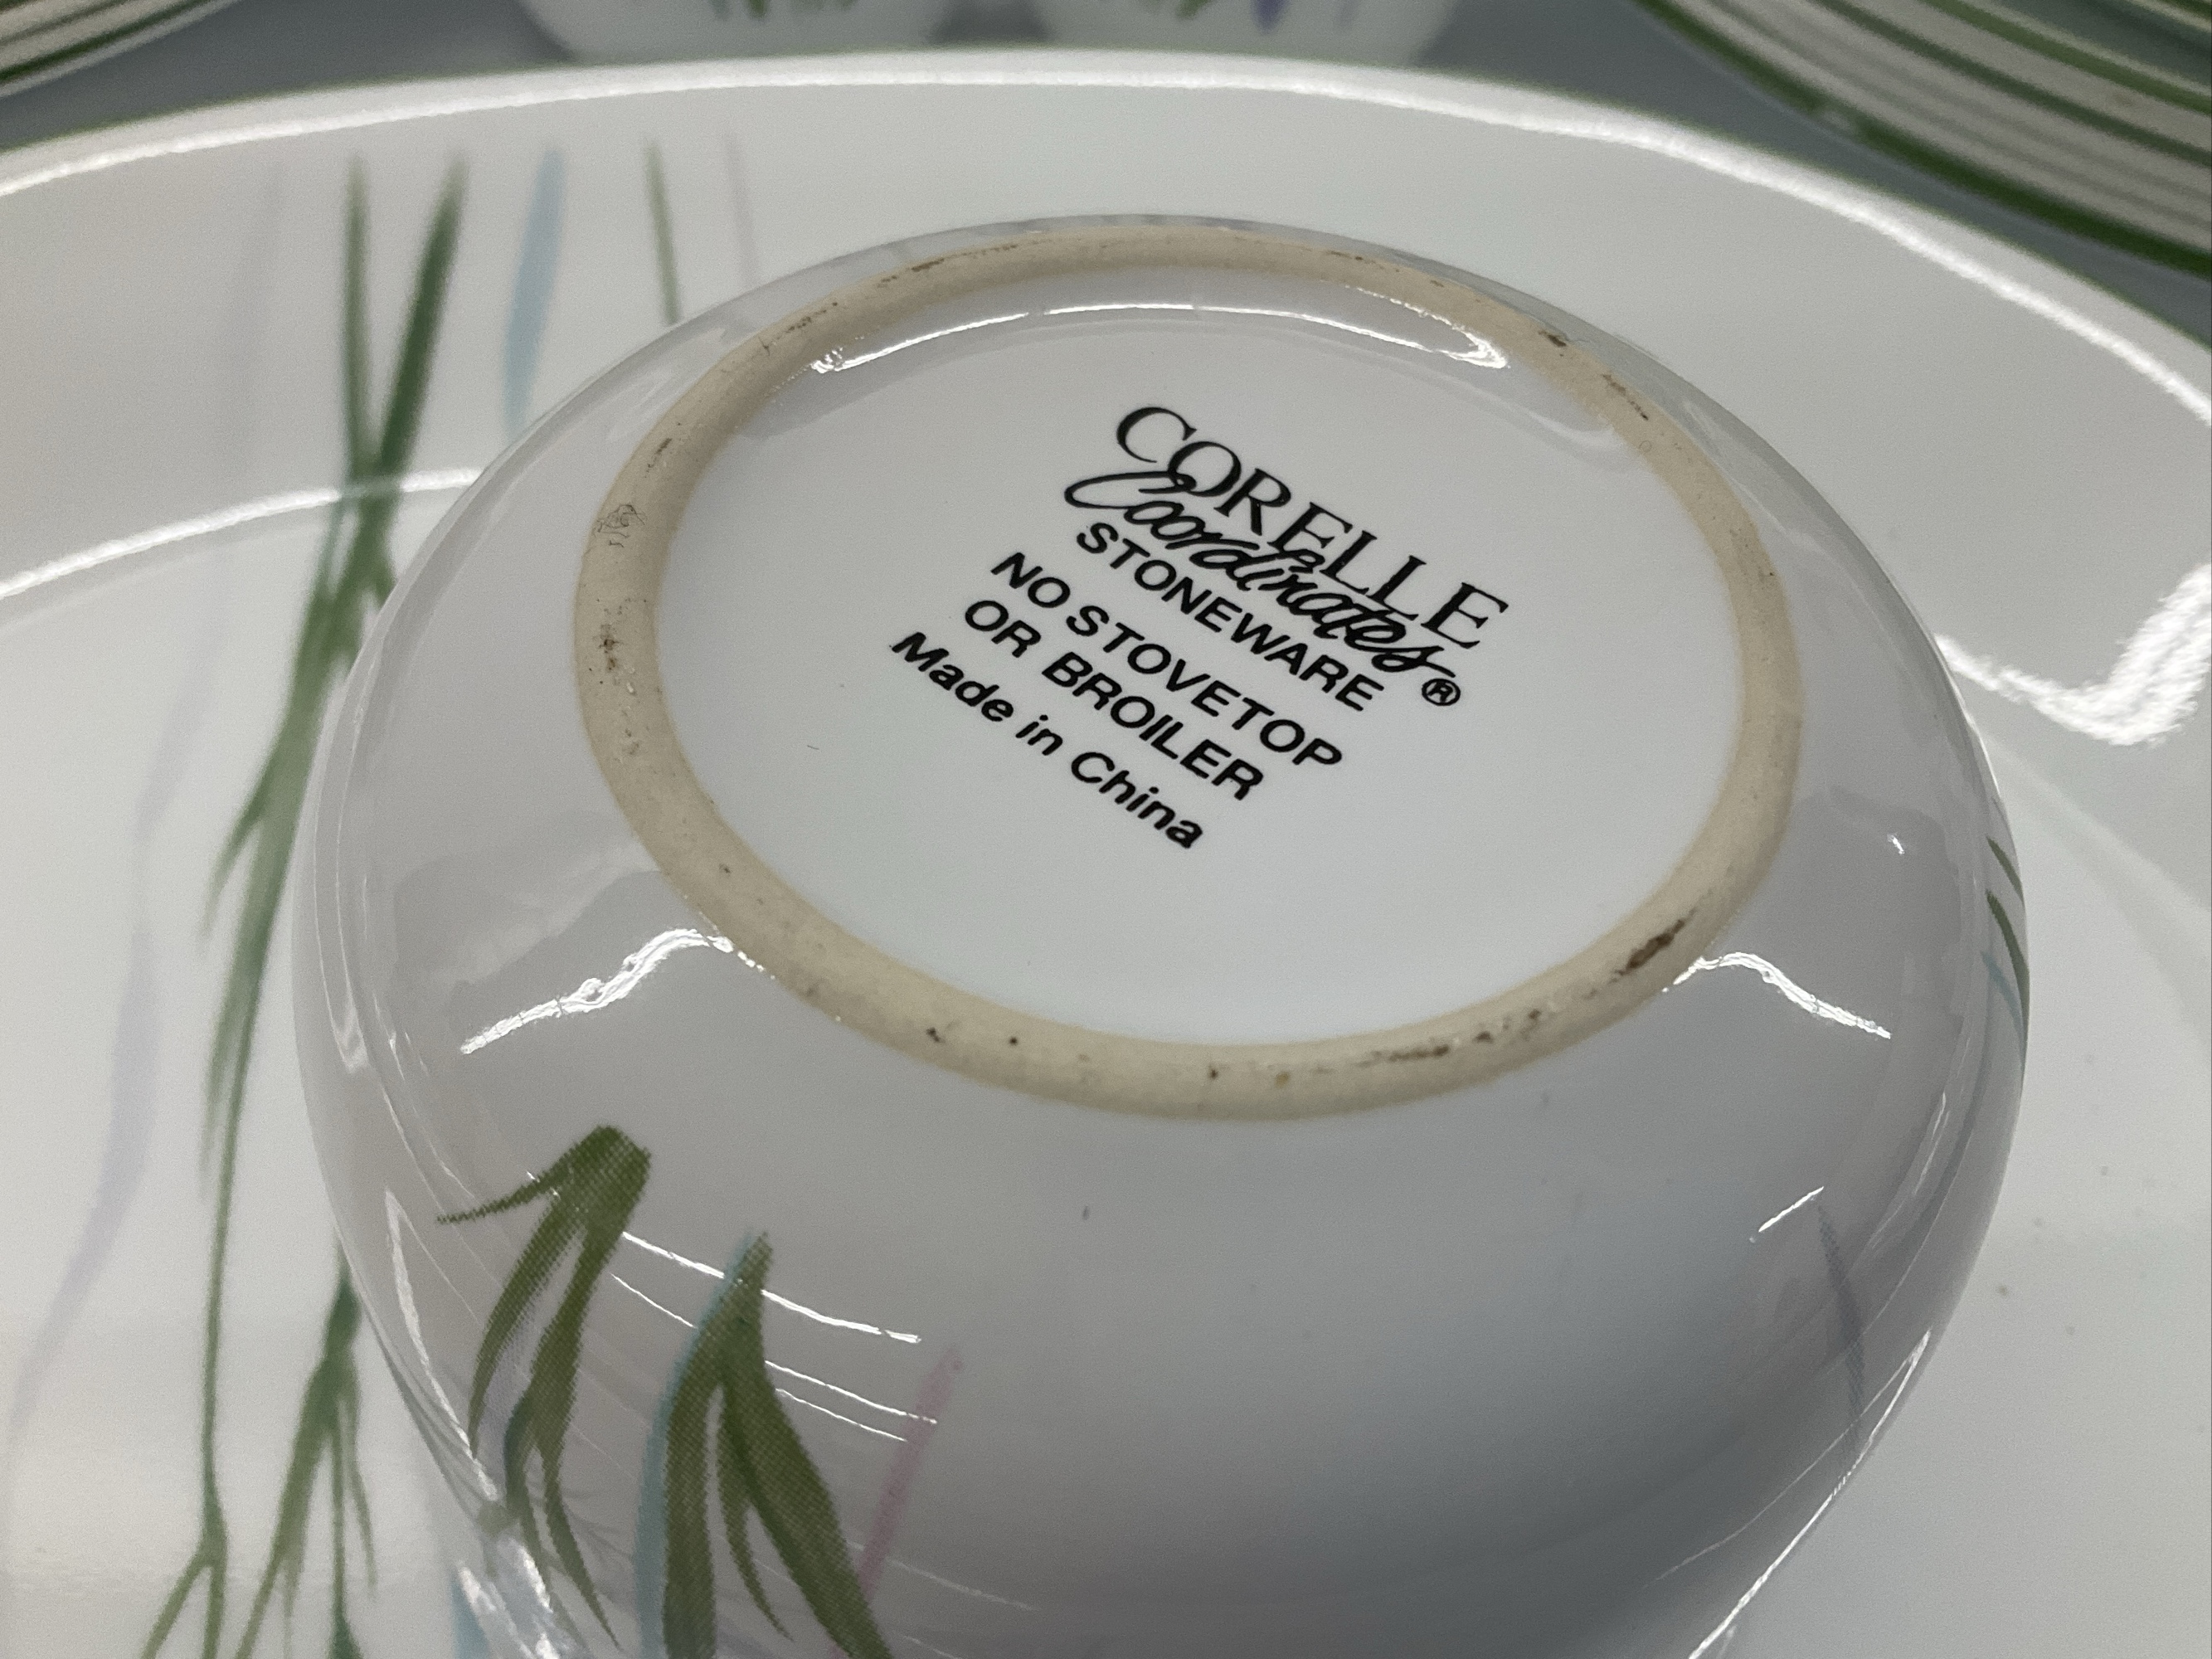 CORELLE
Coordinates®
STONEWARE
NO STOVETOP
OR BROILER
Made in China